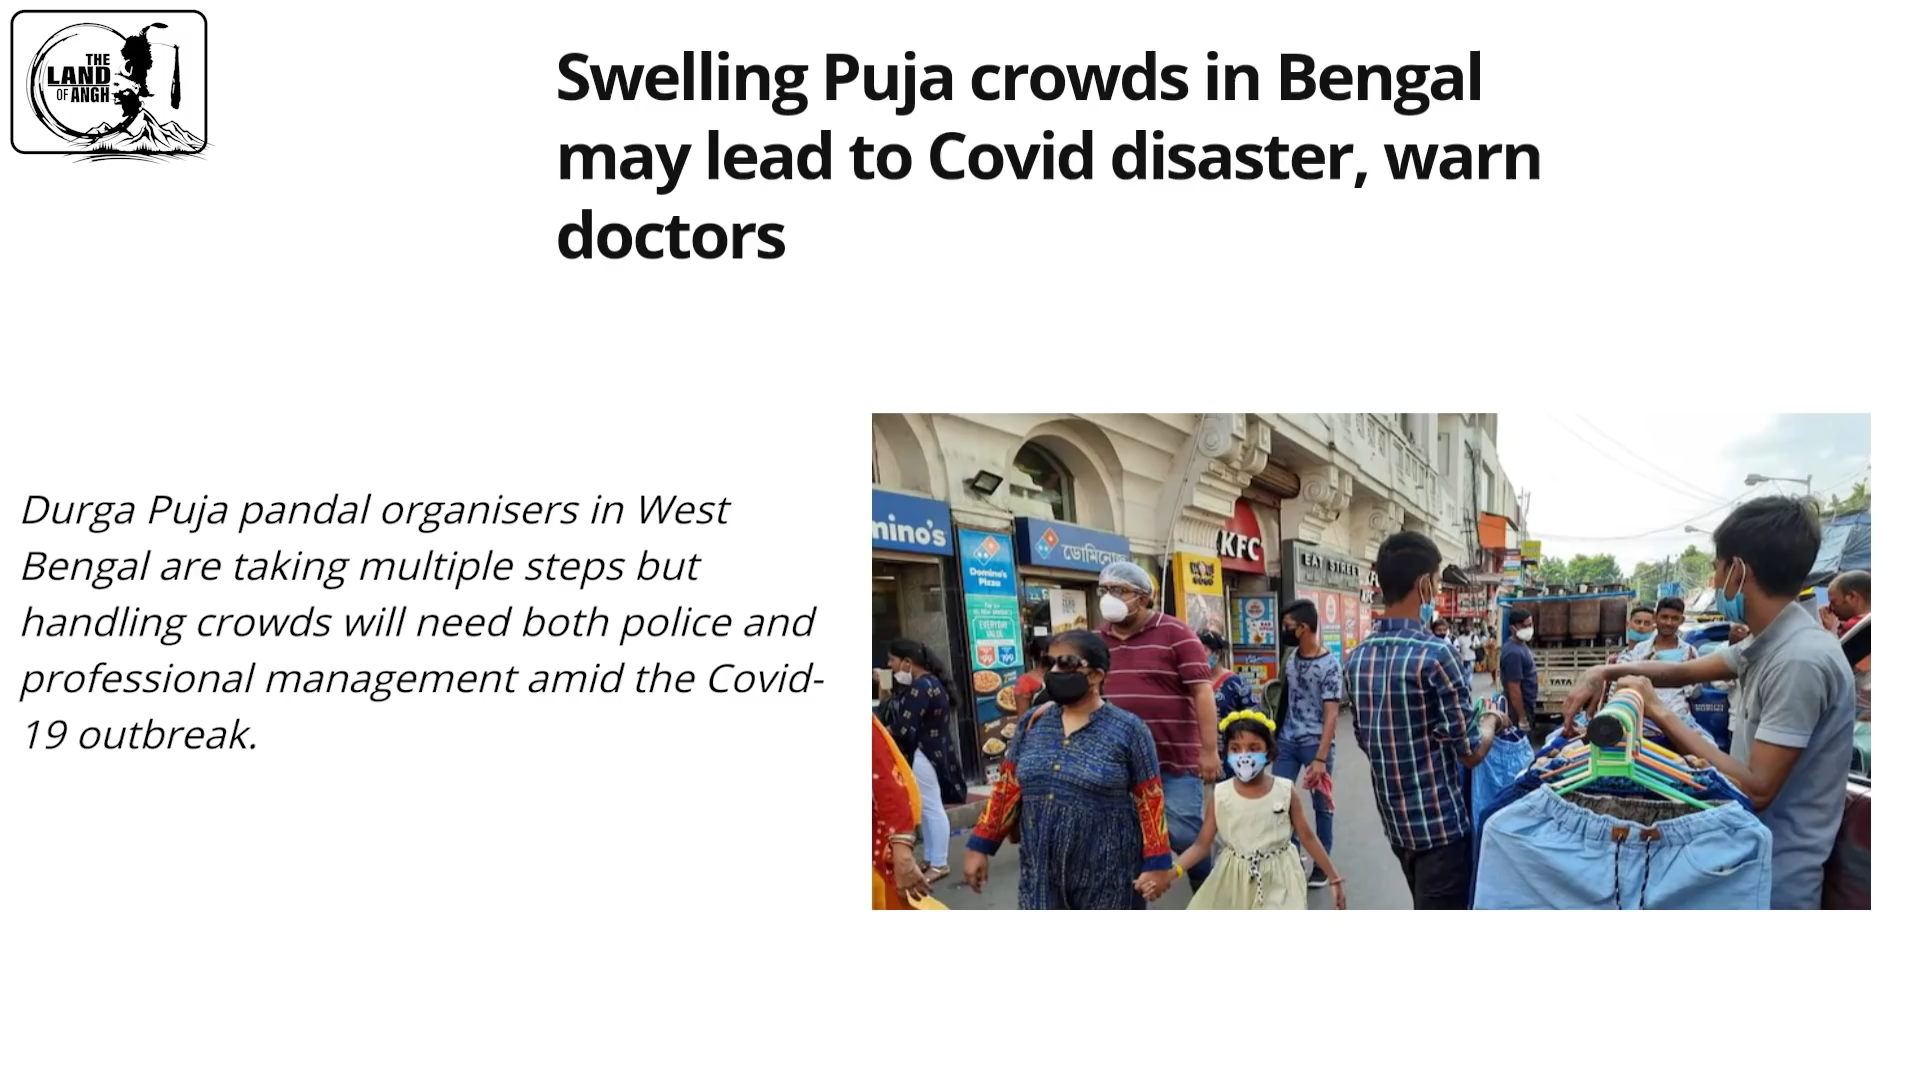 THE
LAND
OF ANGH
Swelling Puja crowds in Bengal
may lead to Covid disaster, warn
doctors
Durga Puja pandal organisers in West
Bengal are taking multiple steps but
handling crowds will need both police and
professional management amid the Covid-
19 outbreak.
mino's
Domino's
Pizza
EVERYDAY
VALUE
99 199
ডোমিনোজ
KFC
EAT STREET
TATA